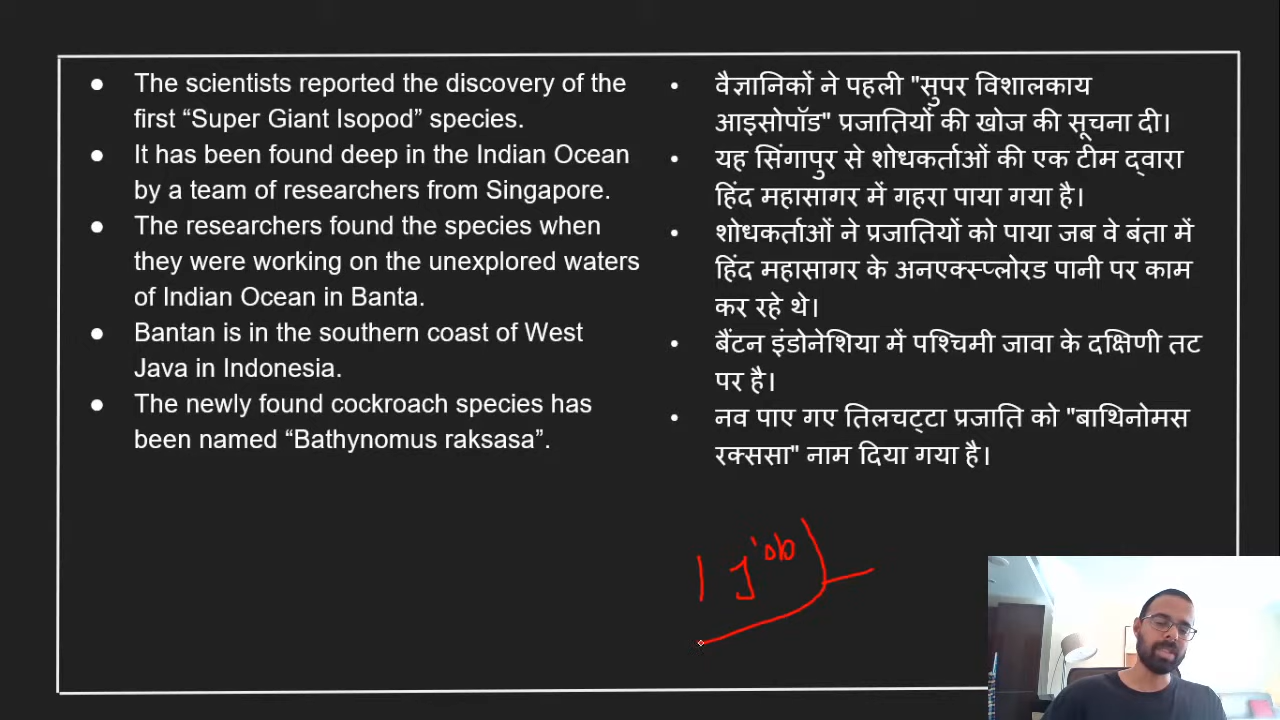 ● The scientists reported the discovery of the
first “Super Giant Isopod” species.
● It has been found deep in the Indian Ocean
by a team of researchers from Singapore.
● The researchers found the species when
they were working on the unexplored waters
of Indian Ocean in Banta.
● Bantan is in the southern coast of West
Java in Indonesia.
● The newly found cockroach species has
been named “Bathynomus raksasa”.
• वैज्ञानिकों ने पहली "सुपर विशालकाय
आइसोपॉड" प्रजातियों की खोज की सूचना दी।
• यह सिंगापुर से शोधकर्ताओं की एक टीम द्वारा
हिंद महासागर में गहरा पाया गया है।
• शोधकर्ताओं ने प्रजातियों को पाया जब वे बंता में
हिंद महासागर के अनएक्स्प्लोरड पानी पर काम
कर रहे थे।
• बैंटन इंडोनेशिया में पश्चिमी जावा के दक्षिणी तट
पर है।
• नव पाए गए तिलचट्टा प्रजाति को "बाथिनोमस
रक्ससा" नाम दिया गया है।
1 job